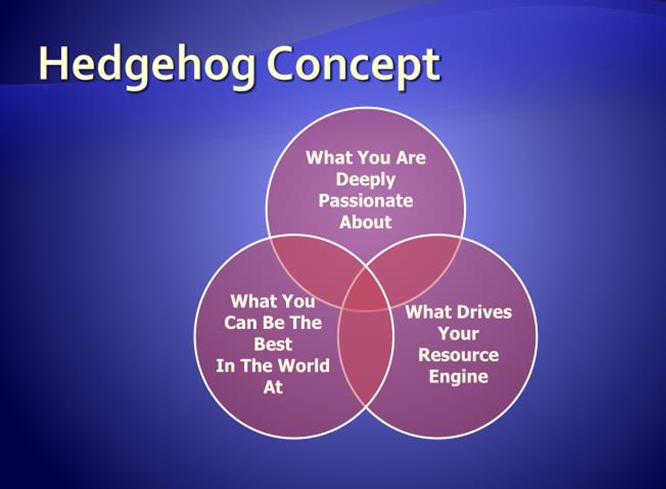 Hedgehog Concept
What You Are
Deeply
Passionate
About
What You
Can Be The
Best
In The World
At
What Drives
Your
Resource
Engine